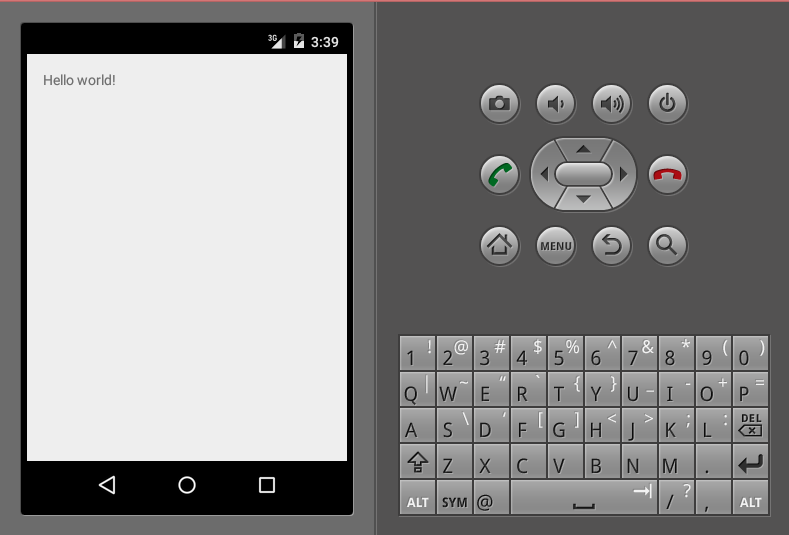 3G 3:39
Hello world!
MENU
1 ! 2 @ 3 # 4 $ 5 % 6 ^ 7 & 8 * 9 ( 0 )
Q | W ~ E “ R ` T { Y } U _ I - O + P =
A S \ D ‘ F [ G ] H < J > K ; L : DEL
Z X C V B N M .
ALT SYM @ / ? , ALT